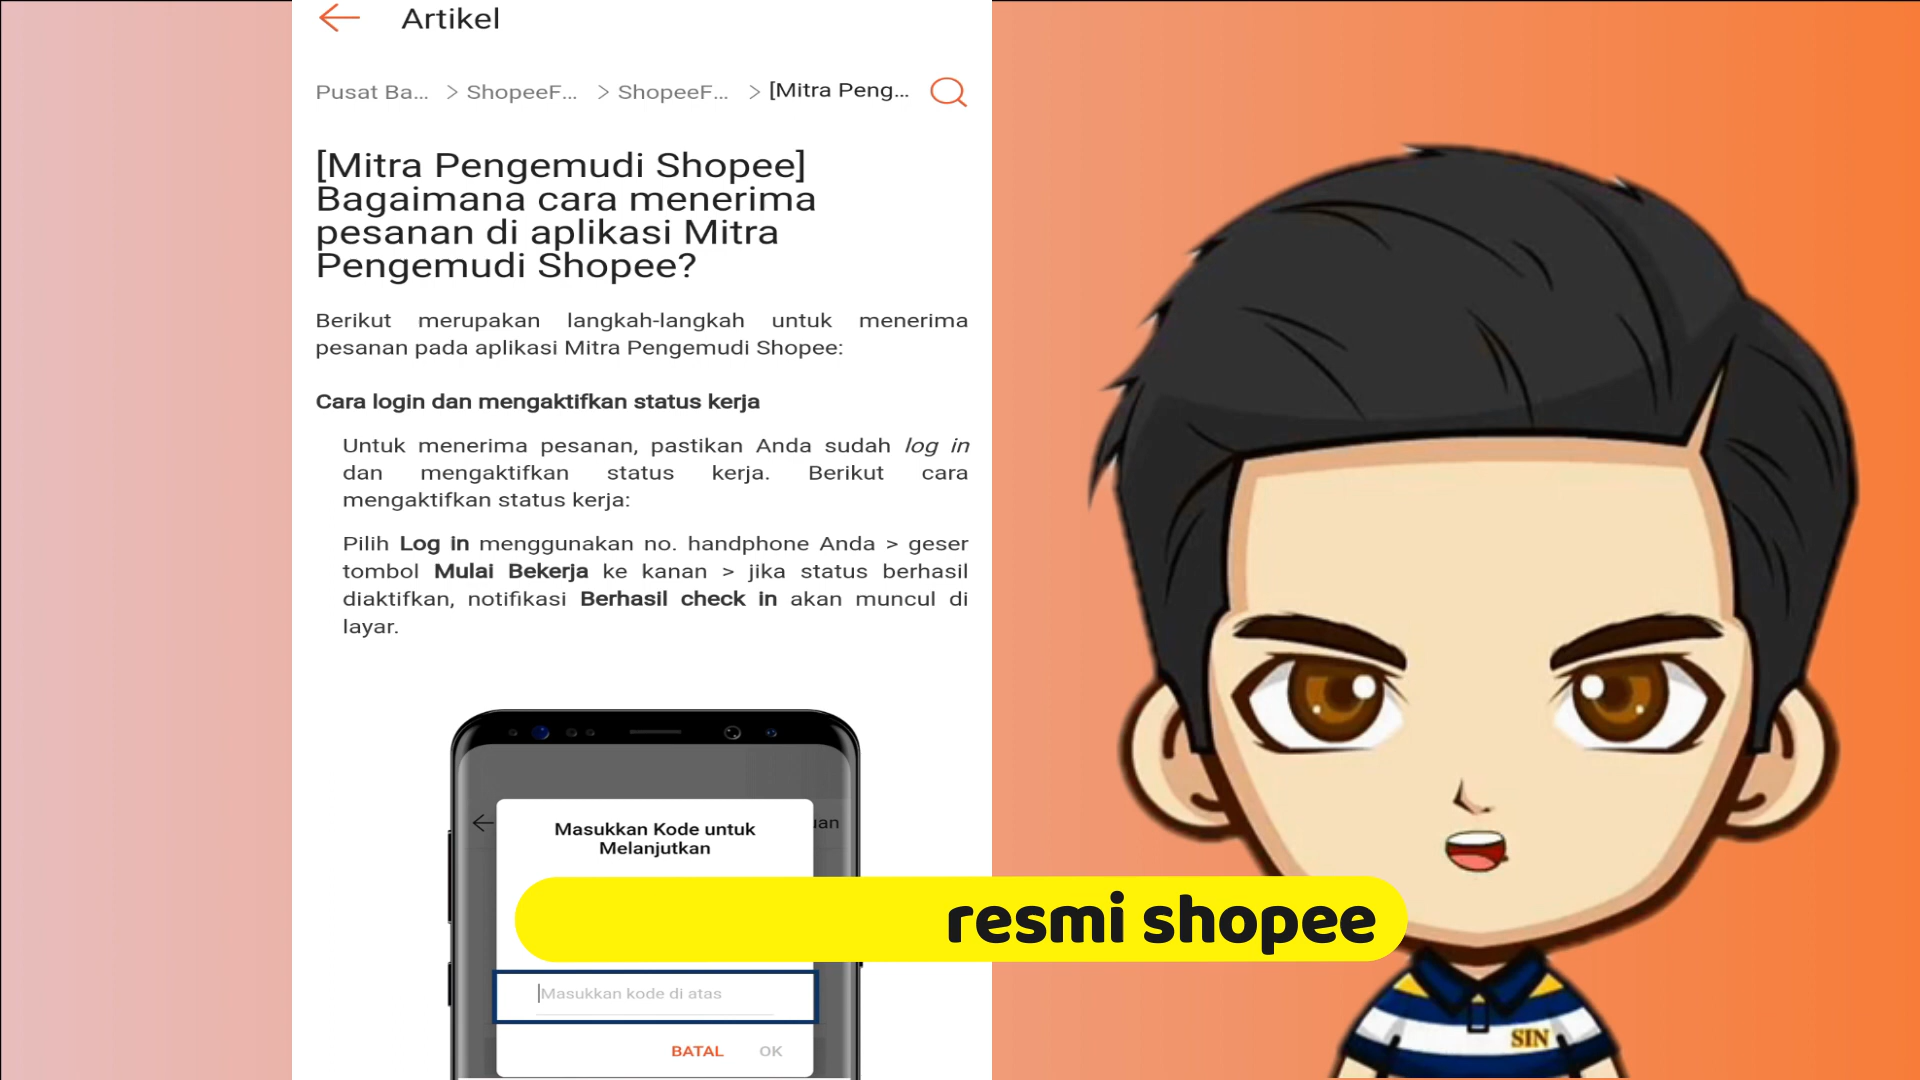 Artikel
Pusat Ba... > ShopeeF... > ShopeeF... > [Mitra Peng...
[Mitra Pengemudi Shopee]
Bagaimana cara menerima
pesanan di aplikasi Mitra
Pengemudi Shopee?
Berikut merupakan langkah-langkah untuk menerima
pesanan pada aplikasi Mitra Pengemudi Shopee:
Cara login dan mengaktifkan status kerja
Untuk menerima pesanan, pastikan Anda sudah log in
dan mengaktifkan status kerja. Berikut cara
mengaktifkan status kerja:
Pilih Log in menggunakan no. handphone Anda > geser
tombol Mulai Bekerja ke kanan > jika status berhasil
diaktifkan, notifikasi Berhasil check in akan muncul di
layar.
Masukkan Kode untuk
Melanjutkan
resmi shopee
Masukkan kode di atas
BATAL OK
SIN